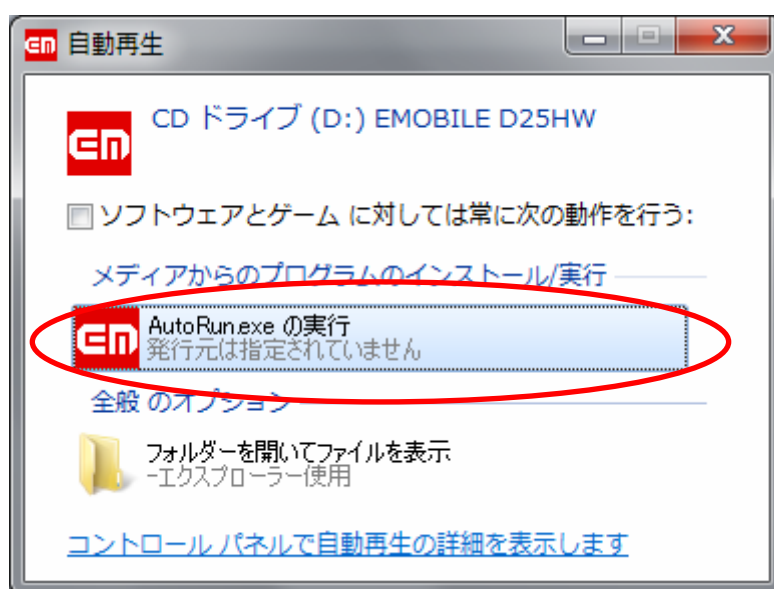 EM 自動再生
CD ドライブ (D:) EMOBILE D25HW
EM
ソフトウェアとゲーム に対しては常に次の動作を行う:
メディアからのプログラムのインストール/実行
EM
AutoRun.exe の実行
発行元は指定されていません
全般 のオプション
フォルダーを開いてファイルを表示
-エクスプローラー使用
コントロール パネルで自動再生の詳細を表示します